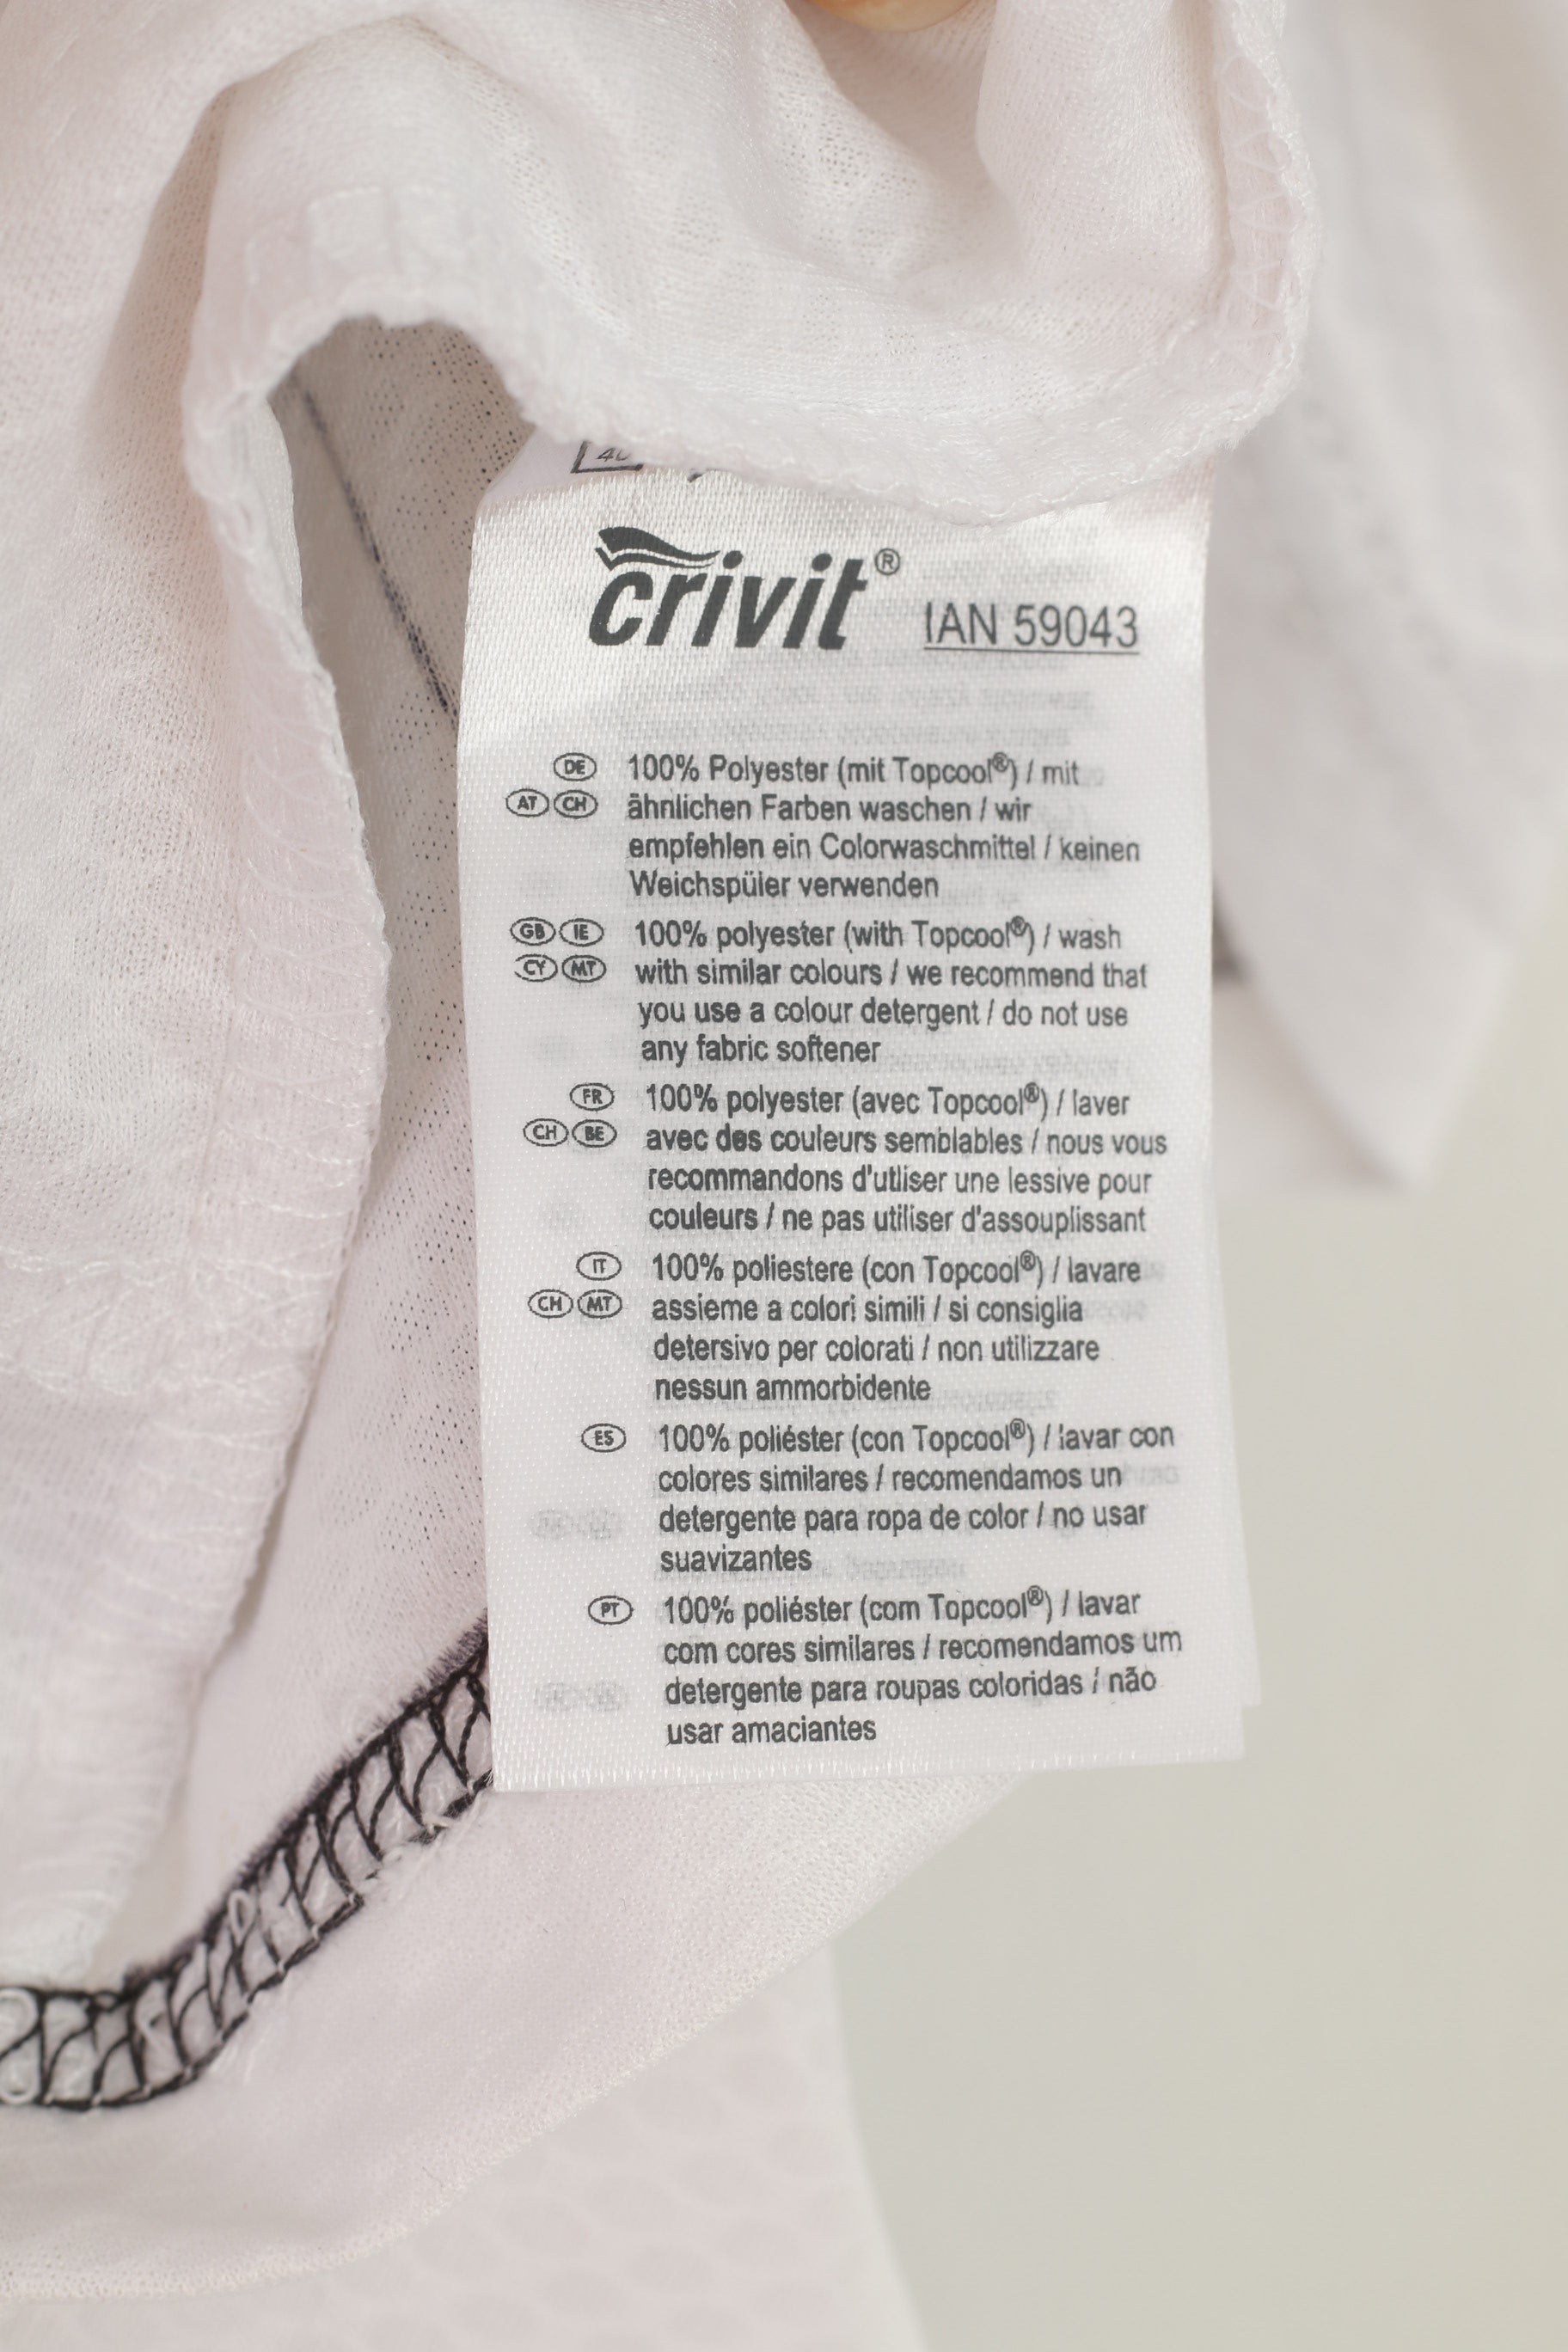 40
crivit® IAN 59043
DE 100% Polyester (mit Topcool®) / mit
AT CH ähnlichen Farben waschen / wir
empfehlen ein Colorwaschmittel / keinen
Weichspüler verwenden
GB IE 100% polyester (with Topcool®) / wash
CY MT with similar colours / we recommend that
you use a colour detergent / do not use
any fabric softener
FR 100% polyester (avec Topcool®) / laver
CH BE avec des couleurs semblables / nous vous
recommandons d'utliser une lessive pour
couleurs / ne pas utiliser d'assouplissant
IT 100% poliestere (con Topcool®) / lavare
CH MT assieme a colori simili / si consiglia
detersivo per colorati / non utilizzare
nessun ammorbidente
ES 100% poliéster (con Topcool®) / lavar con
colores similares / recomendamos un
detergente para ropa de color / no usar
suavizantes
PT 100% poliéster (com Topcool®) / lavar
com cores similares / recomendamos um
detergente para roupas coloridas / não
usar amaciantes